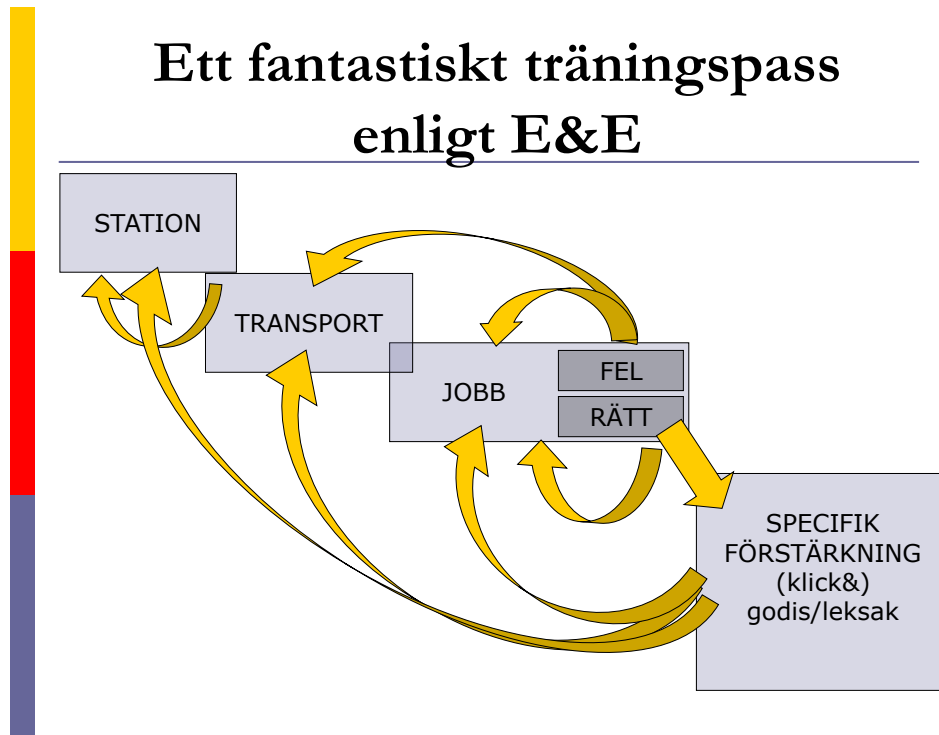 Ett fantastiskt träningspass
enligt E&E
STATION
TRANSPORT
JOBB
FEL
RÄTT
SPECIFIK
FÖRSTÄRKNING
(klick&)
godis/leksak